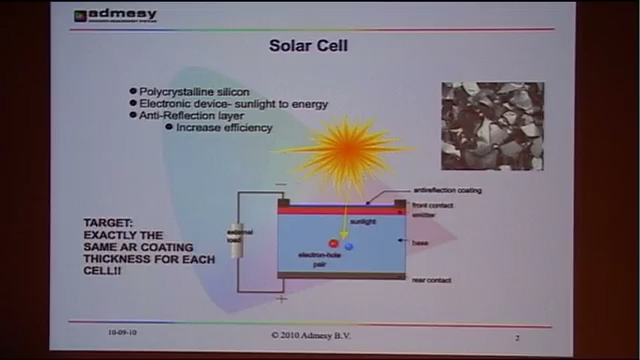 admesy
Solar Cell
Polycrystalline silicon
Electronic device- sunlight to energy
Anti-Reflection layer
Increase efficiency
antireflection coating
front contact
emitter
sunlight
external
load
base
electron-hole
pair
rear contact
TARGET:
EXACTLY THE
SAME AR COATING
THICKNESS FOR EACH
CELL!!
10-09-10
© 2010 Admesy B.V.
2